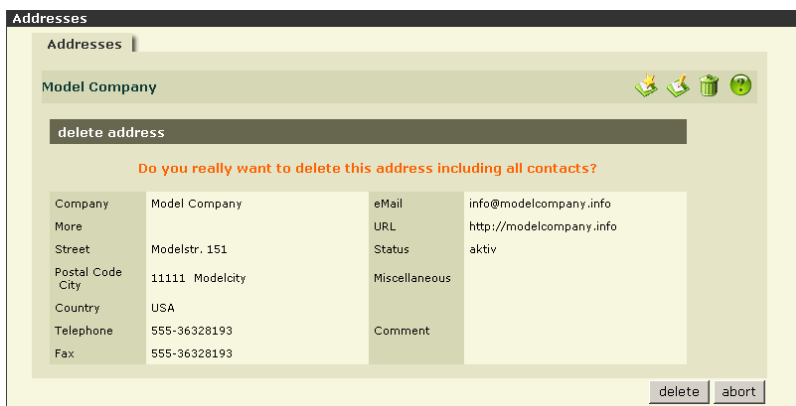 Addresses
Addresses
Model Company
delete address
Do you really want to delete this address including all contacts?
Company Model Company eMail info@modelcompany.info
More URL http://modelcompany.info
Street Modelstr. 151 Status aktiv
Postal Code
City 11111 Modelcity Miscellaneous
Country USA
Telephone 555-36328193 Comment
Fax 555-36328193
delete abort